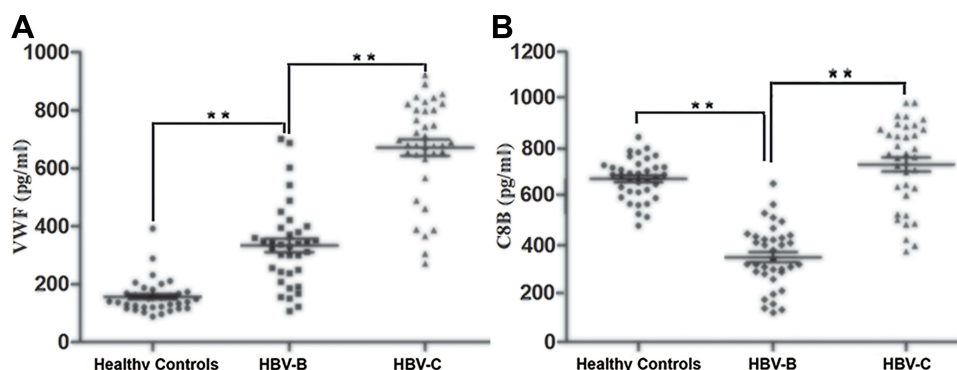 A
1000
800
600
400
200
0
VWF (pg/ml)
**
**
Healthy Controls
HBV-B
HBV-C
B
1200
1000
800
600
400
200
0
C8B (pg/ml)
**
**
Healthy Controls
HBV-B
HBV-C